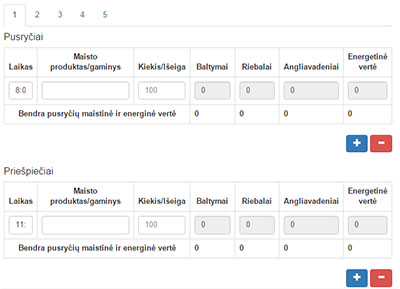 1 2 3 4 5
Pusryčiai
Laikas Maisto produktas/gaminys Kiekis/Išeiga Baltymai Riebalai Angliavadeniai Energetinė vertė
8:0 100 0 0 0 0
Bendra pusryčių maistinė ir energinė vertė 0 0 0 0
+ −
Priešpiečiai
Laikas Maisto produktas/gaminys Kiekis/Išeiga Baltymai Riebalai Angliavadeniai Energetinė vertė
11: 100 0 0 0 0
Bendra pusryčių maistinė ir energinė vertė 0 0 0 0
+ −